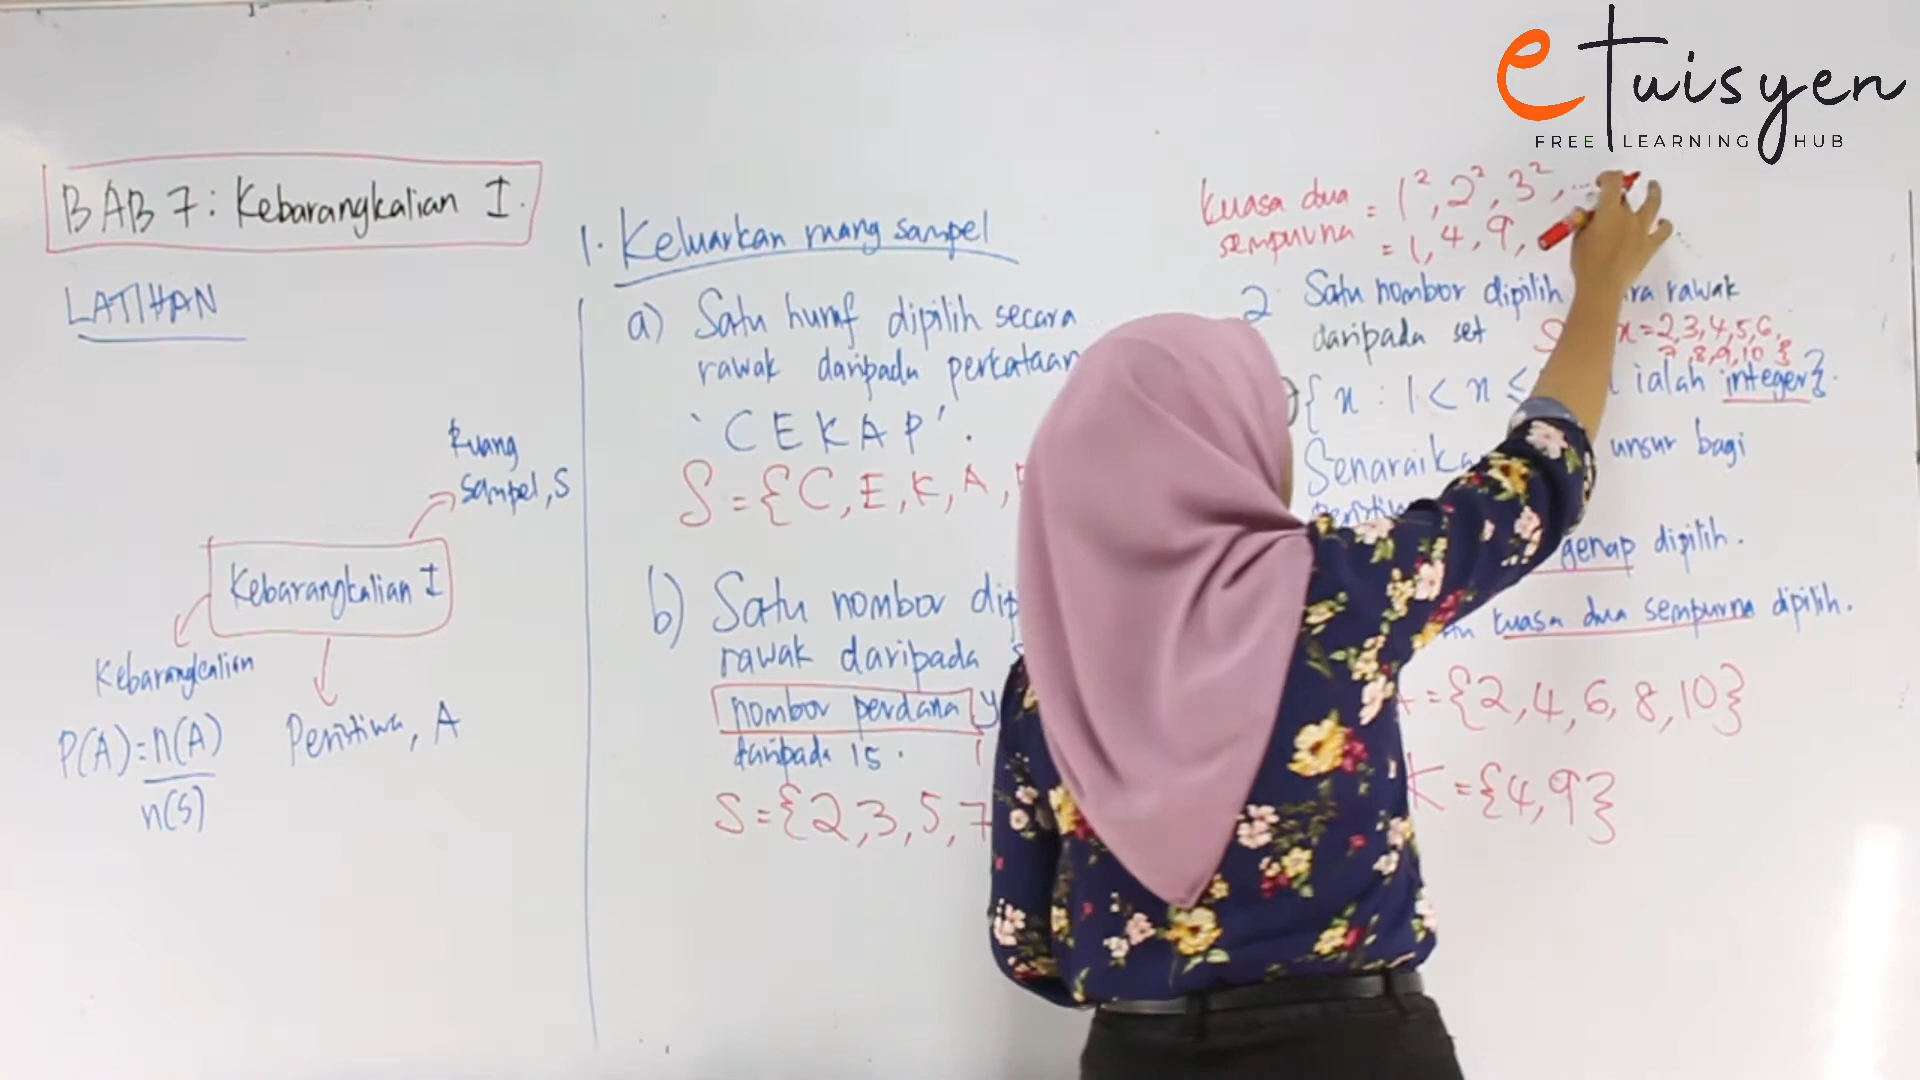 eTuisyen
FREE LEARNING HUB
BAB 7: Kebarangkalian I.
LATIHAN
Ruang
Sampel, S
Kebarangkalian I
Kebarangkalian
P(A) = n(A)
n(S)
Peristiwa, A
1. Keluarkan ruang sampel
a) Satu huruf dipilih secara
rawak daripada perkataan
'CEKAP'.
S = {C, E, K, A,
b) Satu nombor dip
rawak daripada
nombor perdana y
daripada 15.
S = {2, 3, 5, 7
Kuasa dua = 1², 2², 3², ...
sempurna = 1, 4, 9,
2 Satu nombor dipilih ra rawak
daripada set S x = 2, 3, 4, 5, 6,
7, 8, 9, 10 }
{ x : 1 < x ≤ ialah integer}.
Senaraika unsur bagi
peristiwa
genap dipilih.
kuasa dua sempurna dipilih.
= {2, 4, 6, 8, 10}
K = {4, 9}